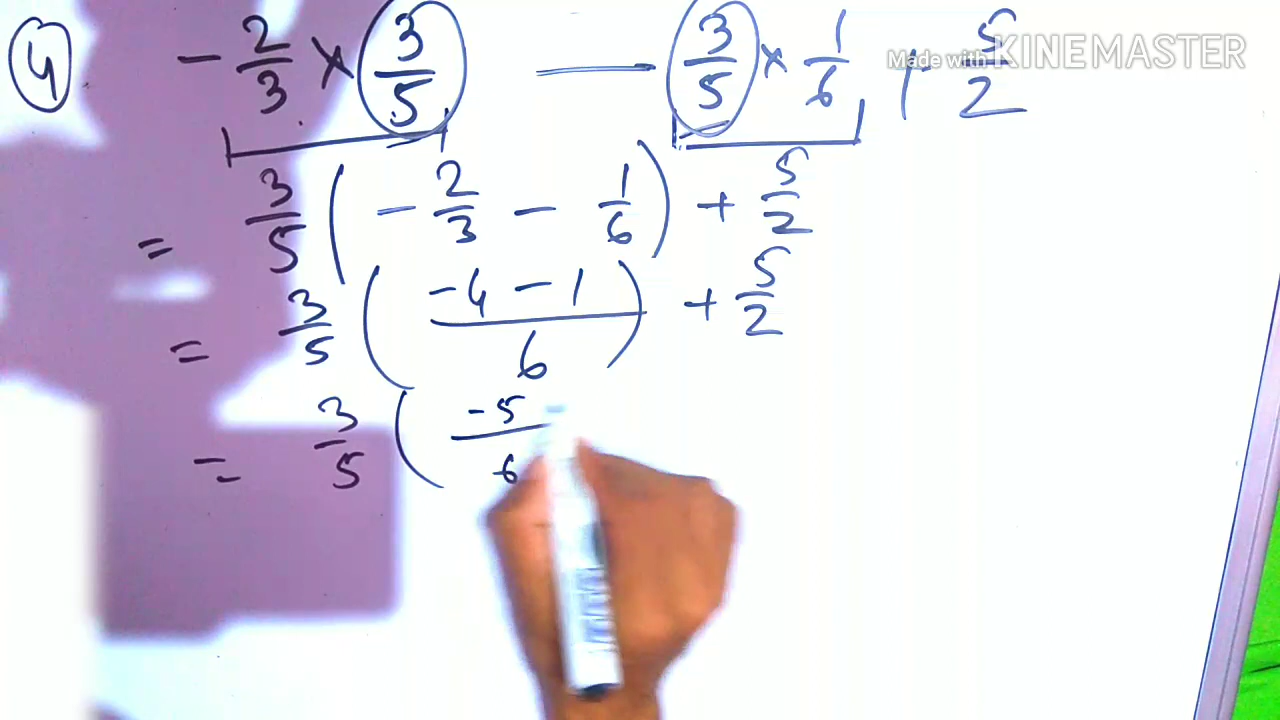 4 - 2/3 × 3/5 — 3/5 × 1/6 + 5/2
= 3/5 ( - 2/3 - 1/6 ) + 5/2
= 3/5 ( -4 - 1 / 6 ) + 5/2
= 3/5 ( -5/6
Made with KINEMASTER